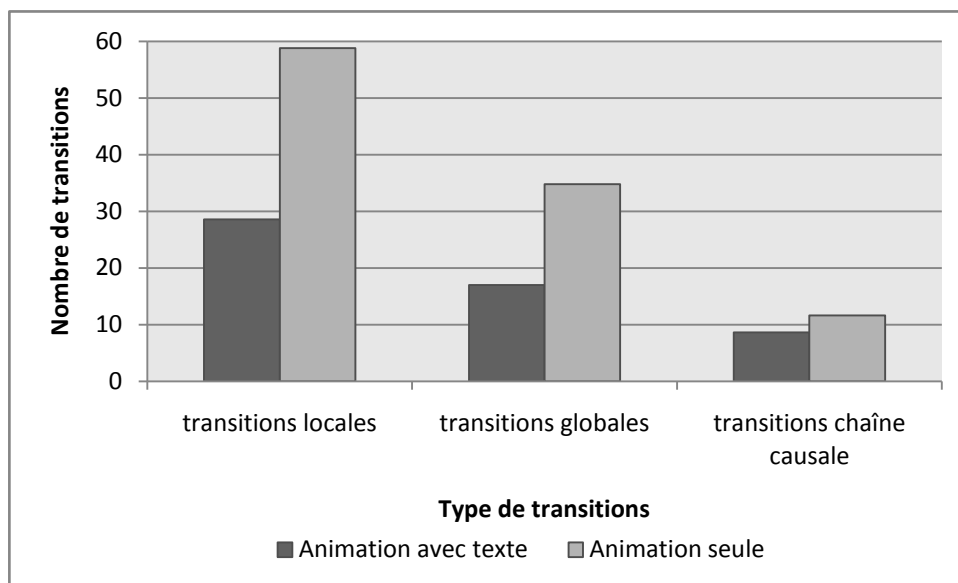 Nombre de transitions
60
50
40
30
20
10
0
transitions locales
transitions globales
transitions chaîne
causale
Type de transitions
Animation avec texte
Animation seule